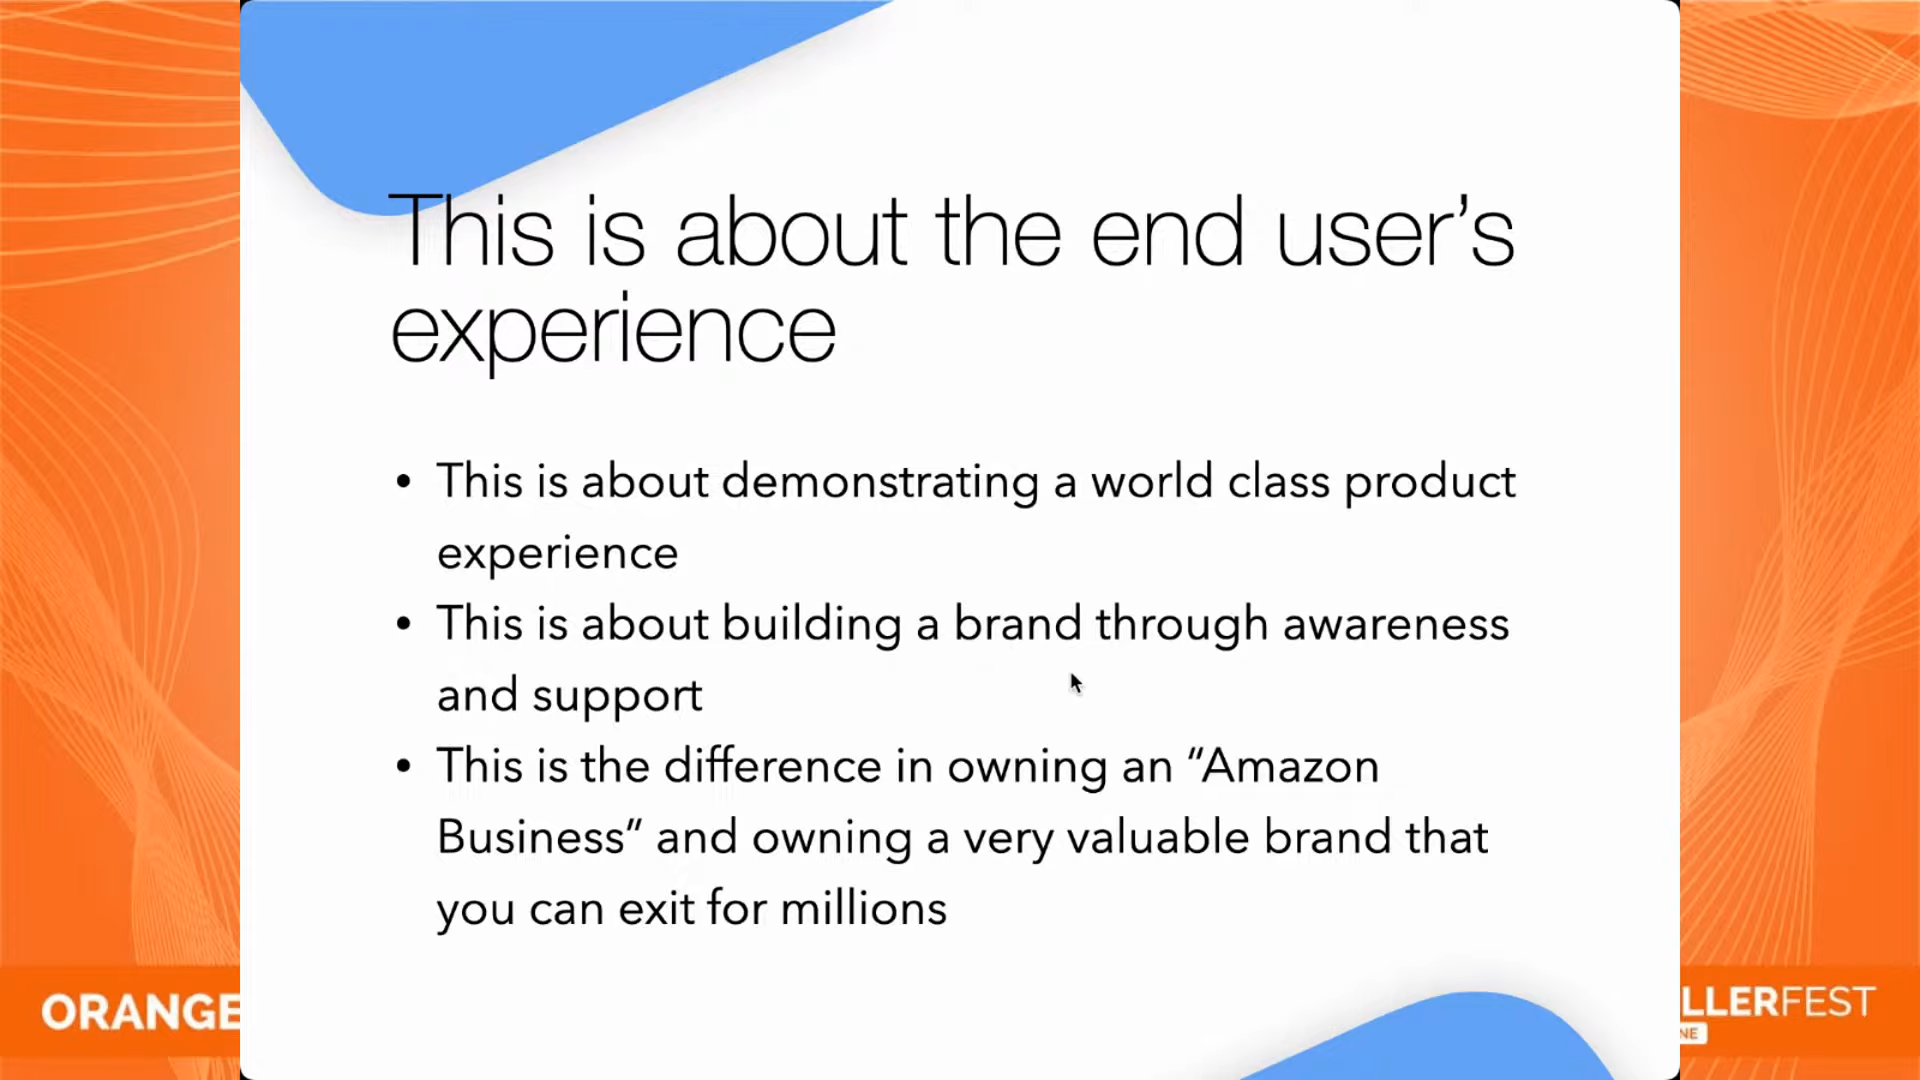 This is about the end user’s
experience
• This is about demonstrating a world class product
experience
• This is about building a brand through awareness
and support
• This is the difference in owning an “Amazon
Business” and owning a very valuable brand that
you can exit for millions
ORANGE
LLERFEST
NE